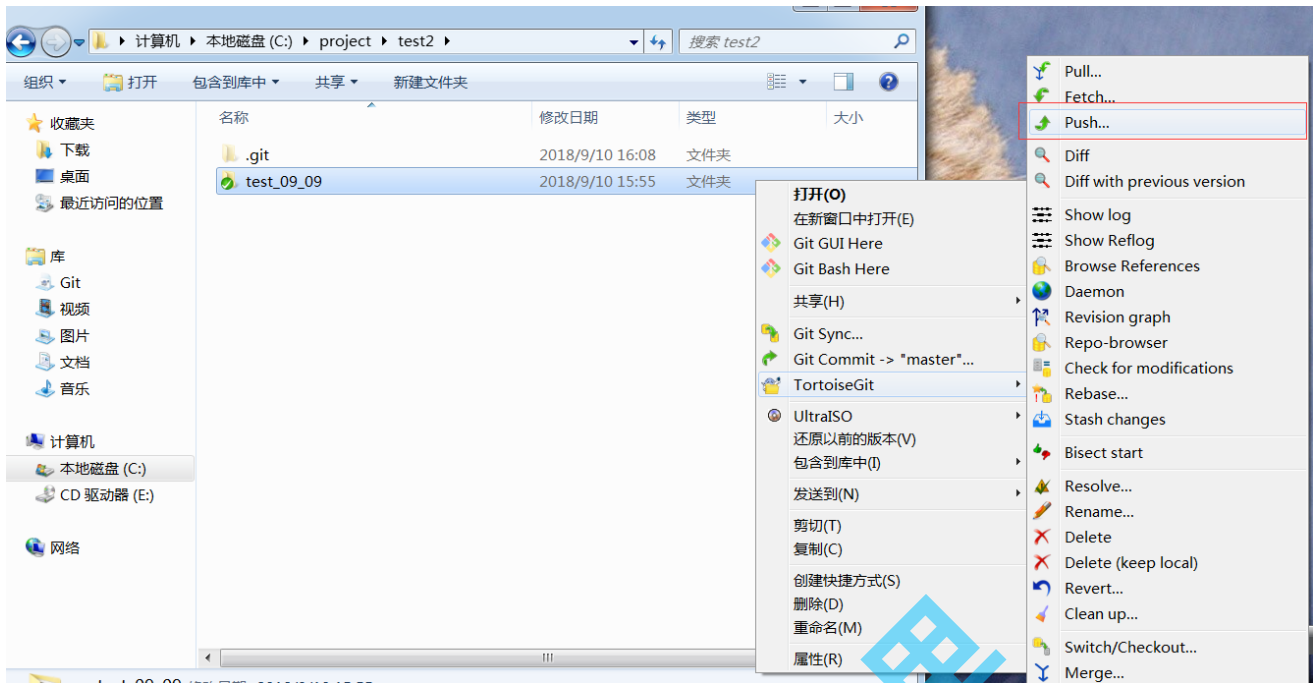 计算机 本地磁盘 (C:) project test2
搜索 test2
组织 打开 包含到库中 共享 新建文件夹
名称 修改日期 类型 大小
.git 2018/9/10 16:08 文件夹
test_09_09 2018/9/10 15:55 文件夹
收藏夹
下载
桌面
最近访问的位置
库
Git
视频
图片
文档
音乐
计算机
本地磁盘 (C:)
CD 驱动器 (E:)
网络
打开(O)
在新窗口中打开(E)
Git GUI Here
Git Bash Here
共享(H)
Git Sync...
Git Commit -> "master"...
TortoiseGit
UltraISO
还原以前的版本(V)
包含到库中(I)
发送到(N)
剪切(T)
复制(C)
创建快捷方式(S)
删除(D)
重命名(M)
属性(R)
Pull...
Fetch...
Push...
Diff
Diff with previous version
Show log
Show Reflog
Browse References
Daemon
Revision graph
Repo-browser
Check for modifications
Rebase...
Stash changes
Bisect start
Resolve...
Rename...
Delete
Delete (keep local)
Revert...
Clean up...
Switch/Checkout...
Merge...